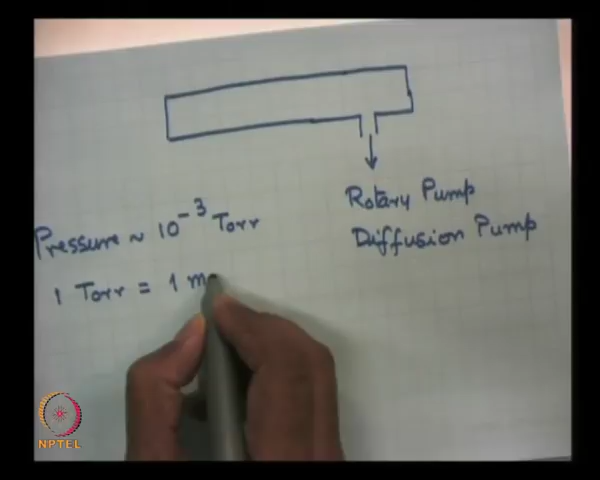 Rotary Pump
Diffusion Pump
Pressure ~ 10⁻³ Torr
1 Torr = 1 m
NPTEL